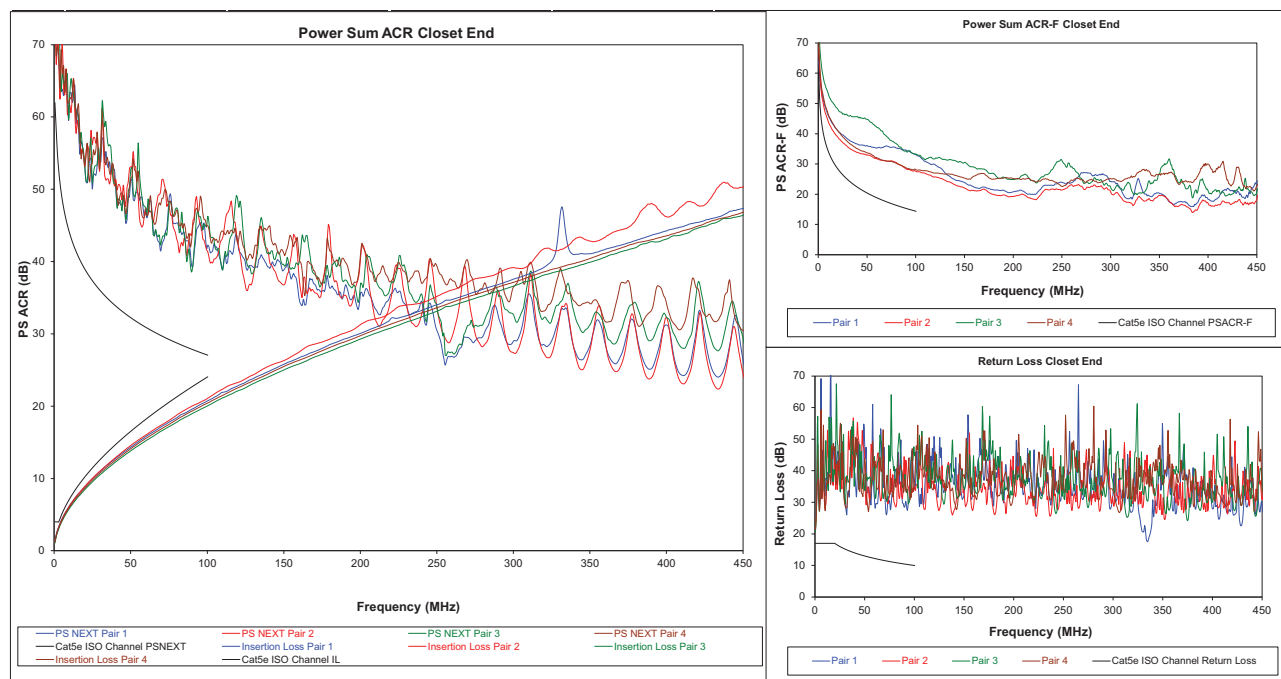 Power Sum ACR Closet End
PS ACR (dB)
70
60
50
40
30
20
10
0
0 50 100 150 200 250 300 350 400 450
Frequency (MHz)
PS NEXT Pair 1 PS NEXT Pair 2 PS NEXT Pair 3 PS NEXT Pair 4
Cat5e ISO Channel PSNEXT Insertion Loss Pair 1 Insertion Loss Pair 2 Insertion Loss Pair 3
Insertion Loss Pair 4 Cat5e ISO Channel IL
Power Sum ACR-F Closet End
PS ACR-F (dB)
70
60
50
40
30
20
10
0
0 50 100 150 200 250 300 350 400 450
Frequency (MHz)
Pair 1 Pair 2 Pair 3 Pair 4 Cat5e ISO Channel PSACR-F
Return Loss Closet End
Return Loss (dB)
70
60
50
40
30
20
10
0
0 50 100 150 200 250 300 350 400 450
Frequency (MHz)
Pair 1 Pair 2 Pair 3 Pair 4 Cat5e ISO Channel Return Loss